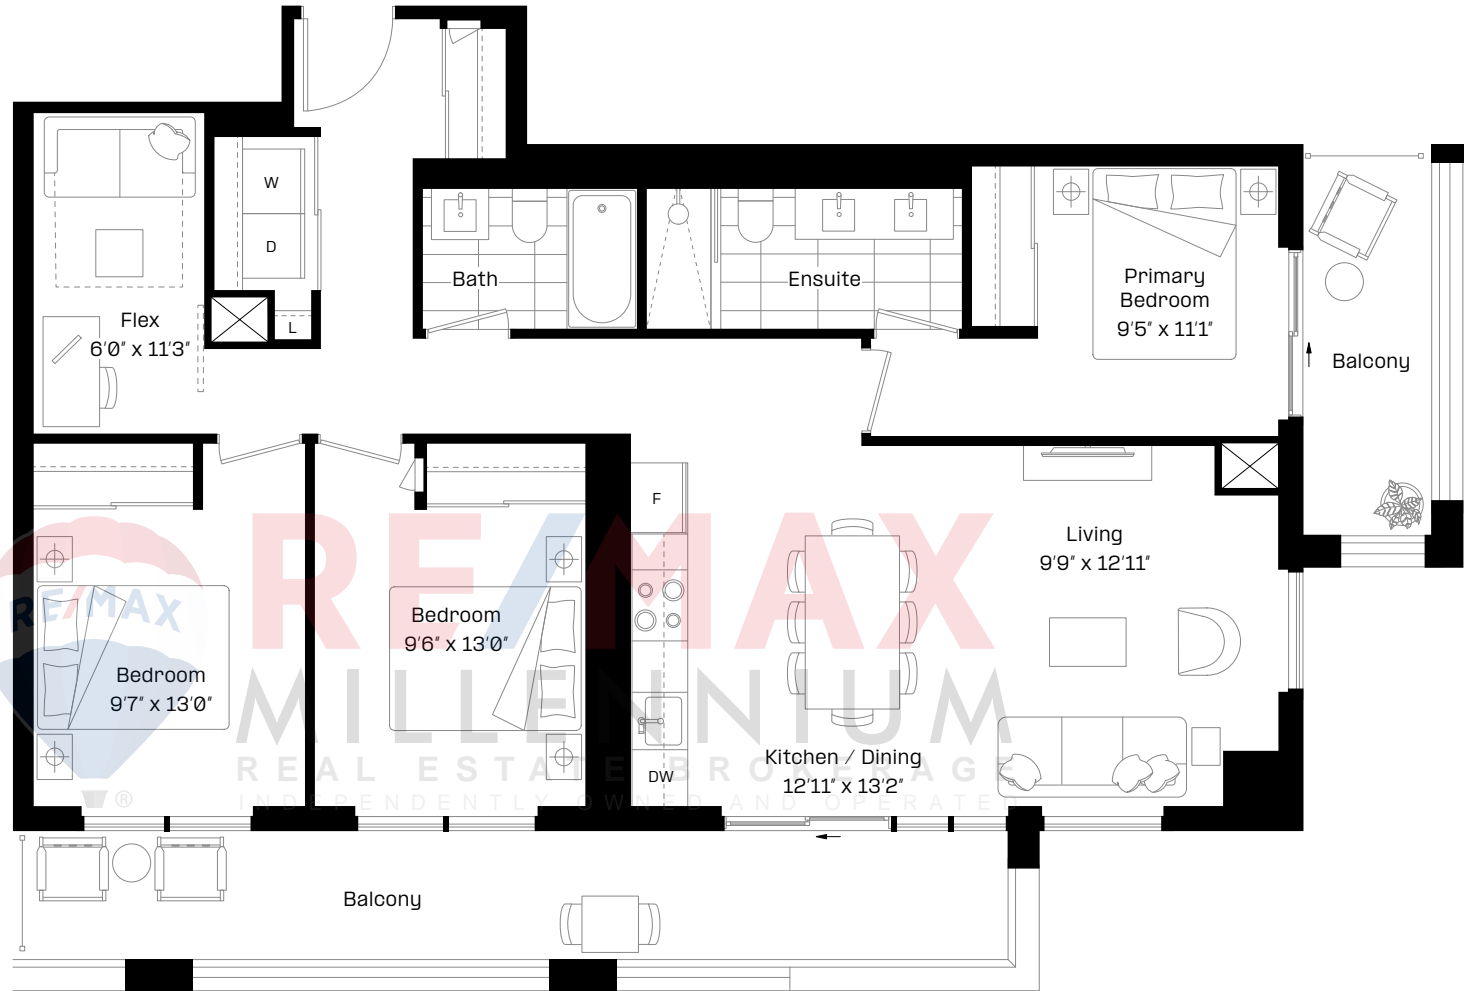 W
D
L
Flex
6'0" x 11'3"
Bath
Ensuite
Primary
Bedroom
9'5" x 11'1"
Balcony
F
Living
9'9" x 12'11"
Bedroom
9'6" x 13'0"
Bedroom
9'7" x 13'0"
RE/MAX
RE/MAX
MILLENNIUM
REAL ESTATE BROKERAGE
INDEPENDENTLY OWNED AND OPERATED
®
Kitchen / Dining
12'11" x 13'2"
DW
Balcony